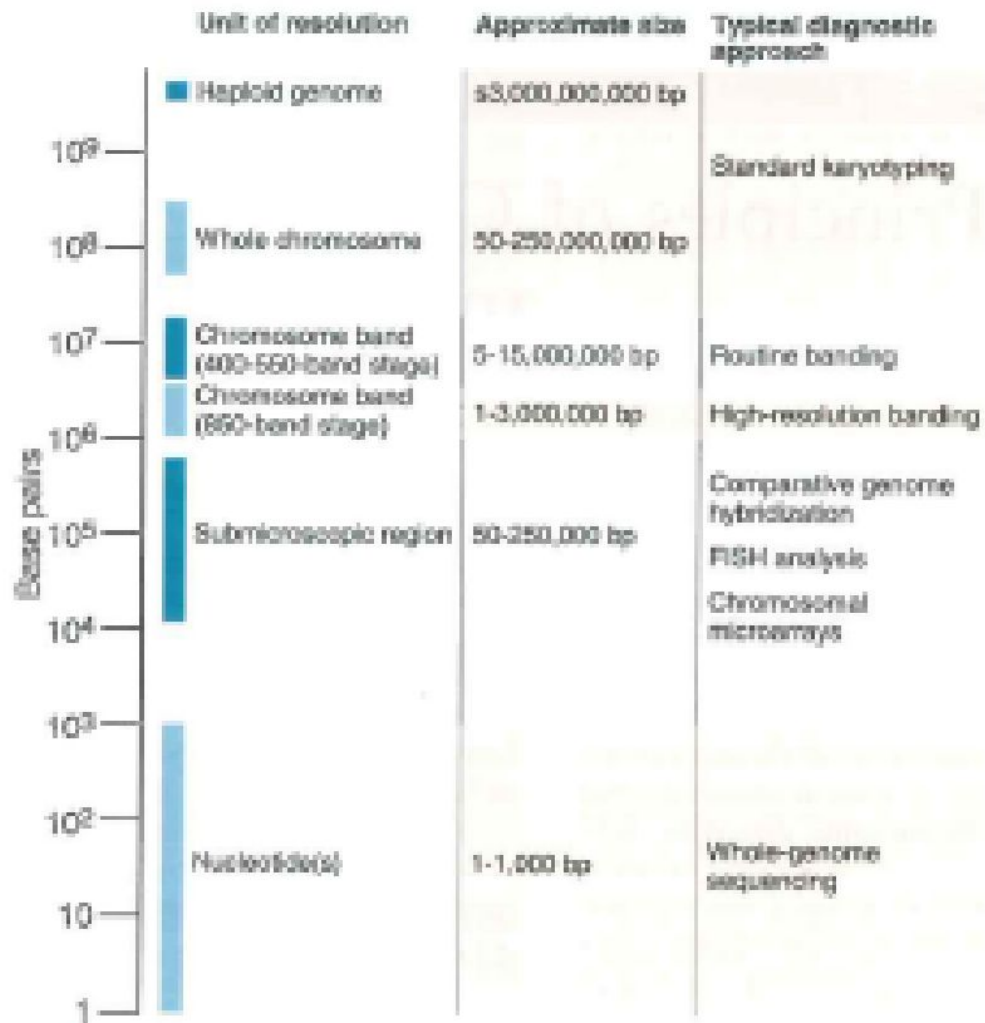 Unit of resolution
Approximate size
Typical diagnostic
approach
Haploid genome
≤3,000,000,000 bp
10⁹
Standard karyotyping
10⁸
Whole chromosome
50-250,000,000 bp
10⁷
Chromosome band
(400-550-band stage)
5-15,000,000 bp
Routine banding
Chromosome band
(850-band stage)
1-3,000,000 bp
High-resolution banding
10⁶
Base pairs
10⁵
Submicroscopic region
50-250,000 bp
Comparative genome
hybridization
FISH analysis
Chromosomal
microarrays
10⁴
10³
10²
Nucleotide(s)
1-1,000 bp
Whole-genome
sequencing
10
1